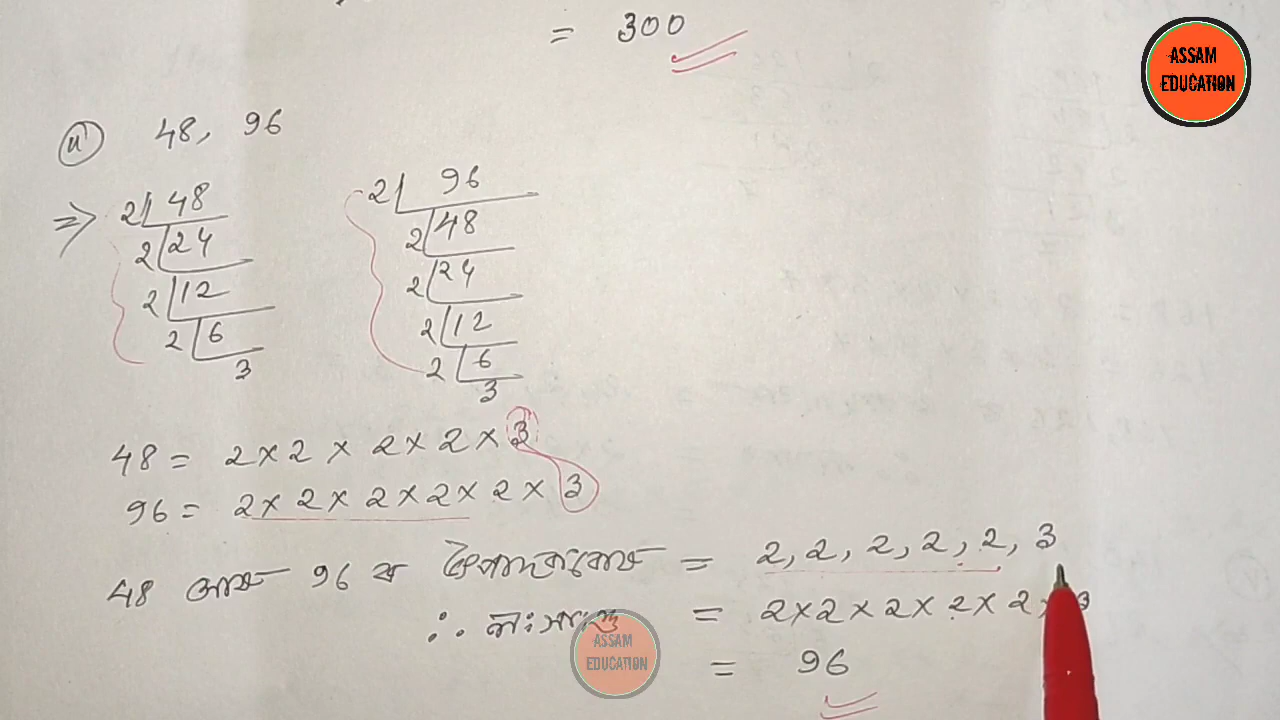 = 300
ASSAM
EDUCATION
48, 96
=> 2 48
2 24
2 12
2 6
3
2 96
2 48
2 24
2 12
2 6
3
48 = 2 × 2 × 2 × 2 × 3
96 = 2 × 2 × 2 × 2 × 2 × 3
48 আৰু 96 ৰ উৎপাদকবোৰ = 2, 2, 2, 2, 2, 3
∴ ল:সা:গু = 2 × 2 × 2 × 2 × 2 × 3
ASSAM
EDUCATION
= 96